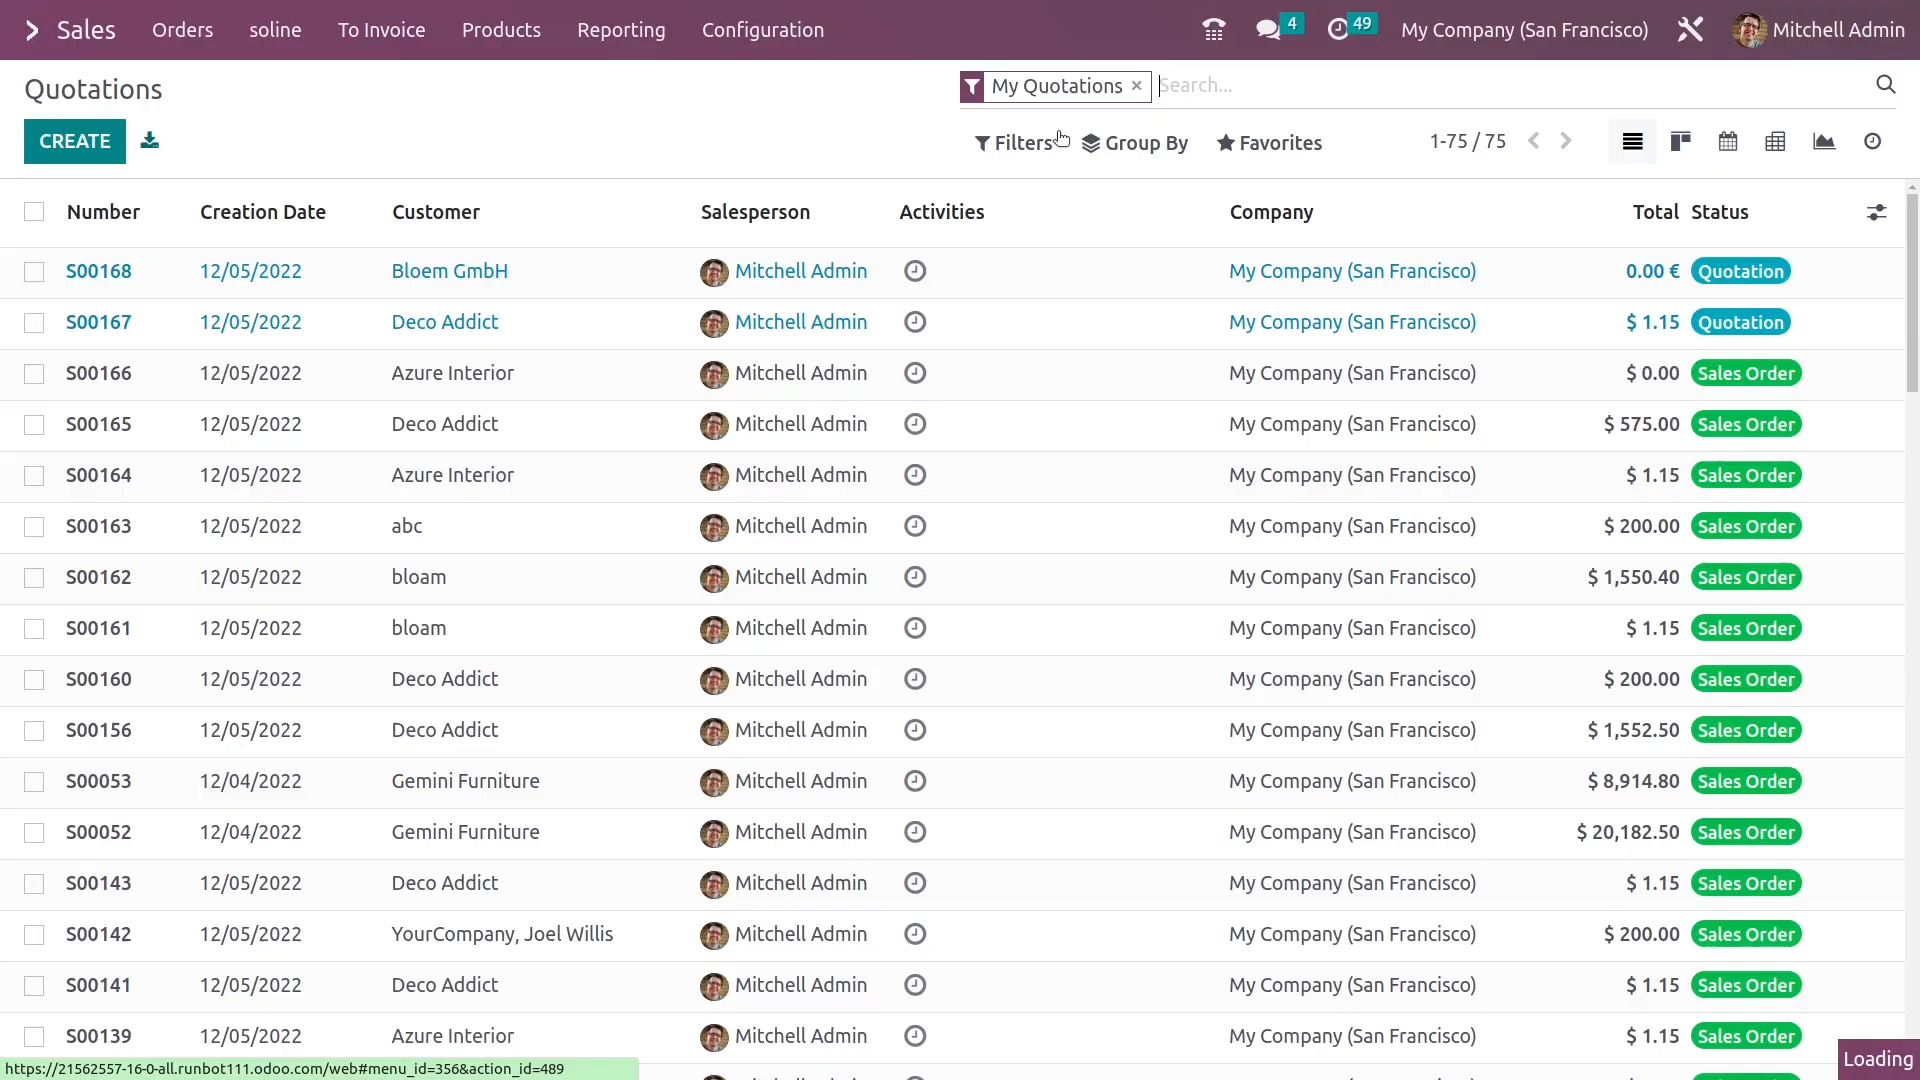 Sales Orders soline To Invoice Products Reporting Configuration 4 49 My Company (San Francisco) Mitchell Admin
Quotations My Quotations × Search...
CREATE Filters Group By Favorites 1-75 / 75
Number Creation Date Customer Salesperson Activities Company Total Status
S00168 12/05/2022 Bloem GmbH Mitchell Admin My Company (San Francisco) 0.00 € Quotation
S00167 12/05/2022 Deco Addict Mitchell Admin My Company (San Francisco) $ 1.15 Quotation
S00166 12/05/2022 Azure Interior Mitchell Admin My Company (San Francisco) $ 0.00 Sales Order
S00165 12/05/2022 Deco Addict Mitchell Admin My Company (San Francisco) $ 575.00 Sales Order
S00164 12/05/2022 Azure Interior Mitchell Admin My Company (San Francisco) $ 1.15 Sales Order
S00163 12/05/2022 abc Mitchell Admin My Company (San Francisco) $ 200.00 Sales Order
S00162 12/05/2022 bloam Mitchell Admin My Company (San Francisco) $ 1,550.40 Sales Order
S00161 12/05/2022 bloam Mitchell Admin My Company (San Francisco) $ 1.15 Sales Order
S00160 12/05/2022 Deco Addict Mitchell Admin My Company (San Francisco) $ 200.00 Sales Order
S00156 12/05/2022 Deco Addict Mitchell Admin My Company (San Francisco) $ 1,552.50 Sales Order
S00053 12/04/2022 Gemini Furniture Mitchell Admin My Company (San Francisco) $ 8,914.80 Sales Order
S00052 12/04/2022 Gemini Furniture Mitchell Admin My Company (San Francisco) $ 20,182.50 Sales Order
S00143 12/05/2022 Deco Addict Mitchell Admin My Company (San Francisco) $ 1.15 Sales Order
S00142 12/05/2022 YourCompany, Joel Willis Mitchell Admin My Company (San Francisco) $ 200.00 Sales Order
S00141 12/05/2022 Deco Addict Mitchell Admin My Company (San Francisco) $ 1.15 Sales Order
S00139 12/05/2022 Azure Interior Mitchell Admin My Company (San Francisco) $ 1.15 Sales Order
https://21562557-16-0-all.runbot111.odoo.com/web#menu_id=356&action_id=489 Loading